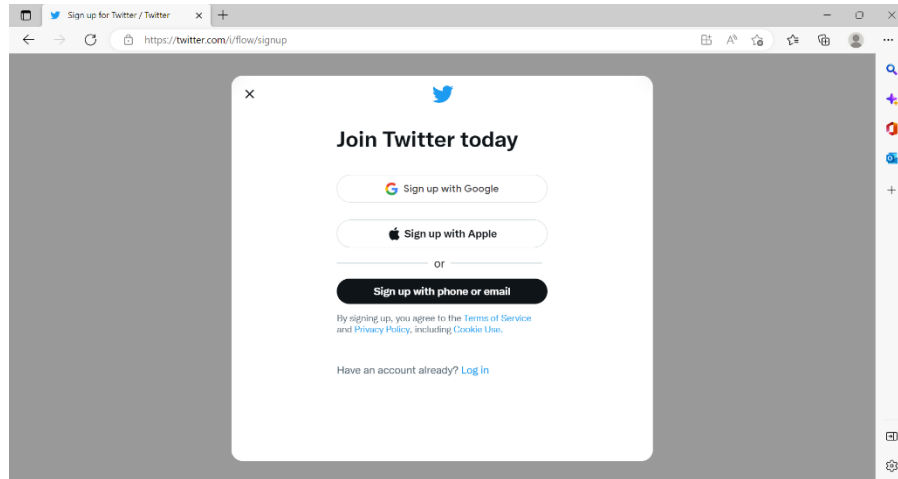 Sign up for Twitter / Twitter
https://twitter.com/i/flow/signup
Join Twitter today
Sign up with Google
Sign up with Apple
or
Sign up with phone or email
By signing up, you agree to the Terms of Service
and Privacy Policy, including Cookie Use.
Have an account already? Log in